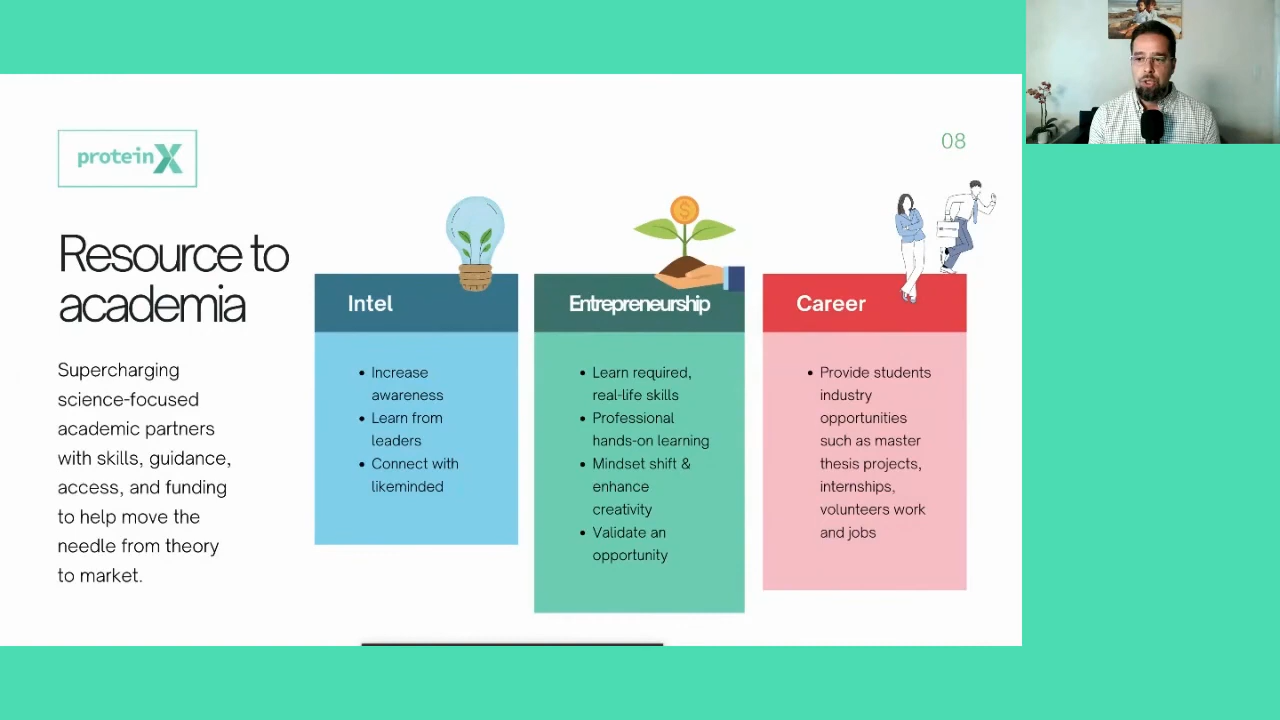 proteinX
08
Resource to
academia
Supercharging
science-focused
academic partners
with skills, guidance,
access, and funding
to help move the
needle from theory
to market.
Intel
Increase
awareness
Learn from
leaders
Connect with
likeminded
$
Entrepreneurship
Learn required,
real-life skills
Professional
hands-on learning
Mindset shift &
enhance
creativity
Validate an
opportunity
Career
Provide students
industry
opportunities
such as master
thesis projects,
internships,
volunteers work
and jobs